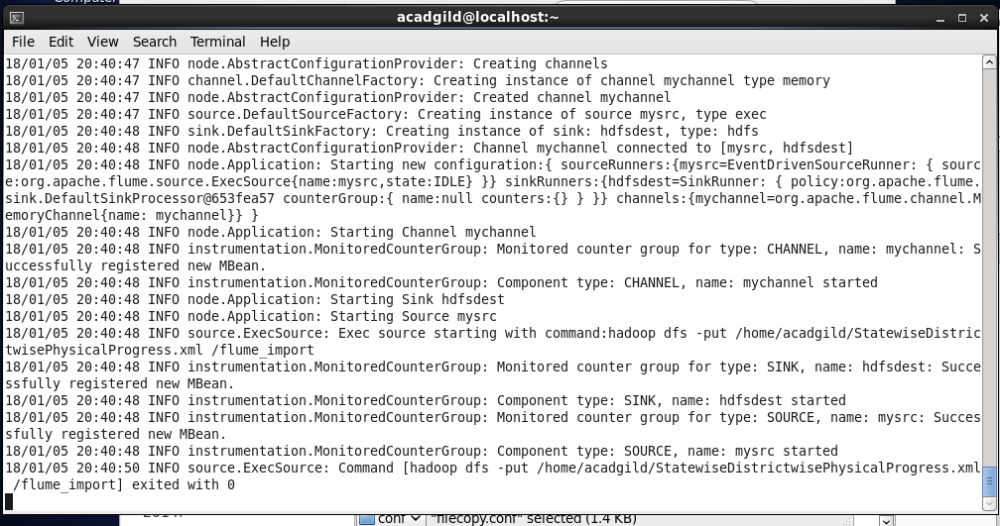 Computer
acadgild@localhost:~
File Edit View Search Terminal Help
18/01/05 20:40:47 INFO node.AbstractConfigurationProvider: Creating channels
18/01/05 20:40:47 INFO channel.DefaultChannelFactory: Creating instance of channel mychannel type memory
18/01/05 20:40:47 INFO node.AbstractConfigurationProvider: Created channel mychannel
18/01/05 20:40:47 INFO source.DefaultSourceFactory: Creating instance of source mysrc, type exec
18/01/05 20:40:48 INFO sink.DefaultSinkFactory: Creating instance of sink: hdfsdest, type: hdfs
18/01/05 20:40:48 INFO node.AbstractConfigurationProvider: Channel mychannel connected to [mysrc, hdfsdest]
18/01/05 20:40:48 INFO node.Application: Starting new configuration:{ sourceRunners:{mysrc=EventDrivenSourceRunner: { sourc
e:org.apache.flume.source.ExecSource{name:mysrc,state:IDLE} }} sinkRunners:{hdfsdest=SinkRunner: { policy:org.apache.flume.
sink.DefaultSinkProcessor@653fea57 counterGroup:{ name:null counters:{} } }} channels:{mychannel=org.apache.flume.channel.M
emoryChannel{name: mychannel}} }
18/01/05 20:40:48 INFO node.Application: Starting Channel mychannel
18/01/05 20:40:48 INFO instrumentation.MonitoredCounterGroup: Monitored counter group for type: CHANNEL, name: mychannel: S
uccessfully registered new MBean.
18/01/05 20:40:48 INFO instrumentation.MonitoredCounterGroup: Component type: CHANNEL, name: mychannel started
18/01/05 20:40:48 INFO node.Application: Starting Sink hdfsdest
18/01/05 20:40:48 INFO node.Application: Starting Source mysrc
18/01/05 20:40:48 INFO source.ExecSource: Exec source starting with command:hadoop dfs -put /home/acadgild/StatewiseDistric
twisePhysicalProgress.xml /flume_import
18/01/05 20:40:48 INFO instrumentation.MonitoredCounterGroup: Monitored counter group for type: SINK, name: hdfsdest: Succe
ssfully registered new MBean.
18/01/05 20:40:48 INFO instrumentation.MonitoredCounterGroup: Component type: SINK, name: hdfsdest started
18/01/05 20:40:48 INFO instrumentation.MonitoredCounterGroup: Monitored counter group for type: SOURCE, name: mysrc: Succes
sfully registered new MBean.
18/01/05 20:40:48 INFO instrumentation.MonitoredCounterGroup: Component type: SOURCE, name: mysrc started
18/01/05 20:40:50 INFO source.ExecSource: Command [hadoop dfs -put /home/acadgild/StatewiseDistrictwisePhysicalProgress.xml
/flume_import] exited with 0
conf "filecopy.conf" selected (1.4 KB)